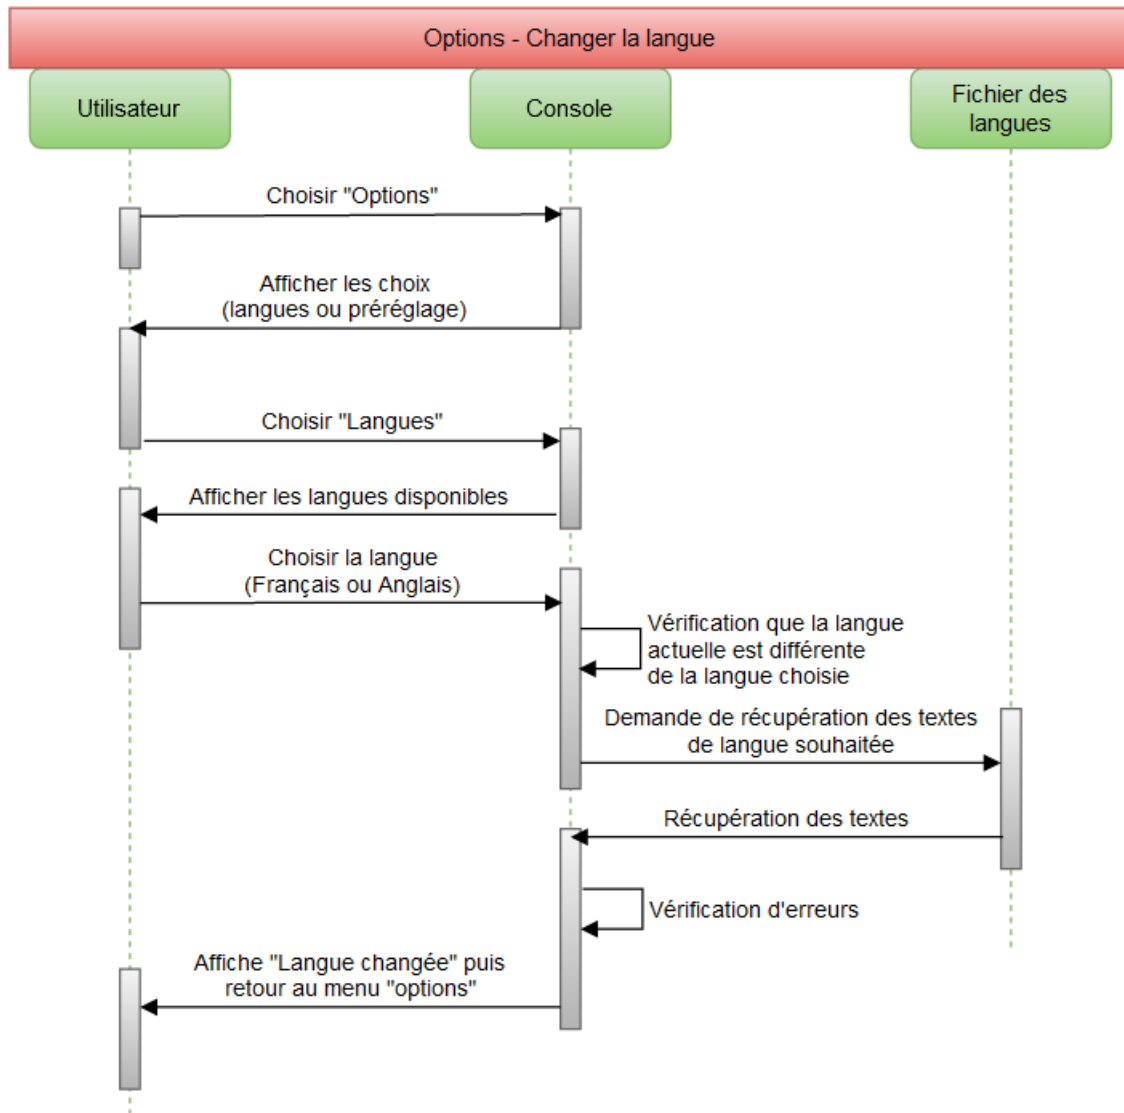 Options - Changer la langue
Utilisateur
Console
Fichier des
langues
Choisir "Options"
Afficher les choix
(langues ou préréglage)
Choisir "Langues"
Afficher les langues disponibles
Choisir la langue
(Français ou Anglais)
Vérification que la langue
actuelle est différente
de la langue choisie
Demande de récupération des textes
de langue souhaitée
Récupération des textes
Vérification d'erreurs
Affiche "Langue changée" puis
retour au menu "options"